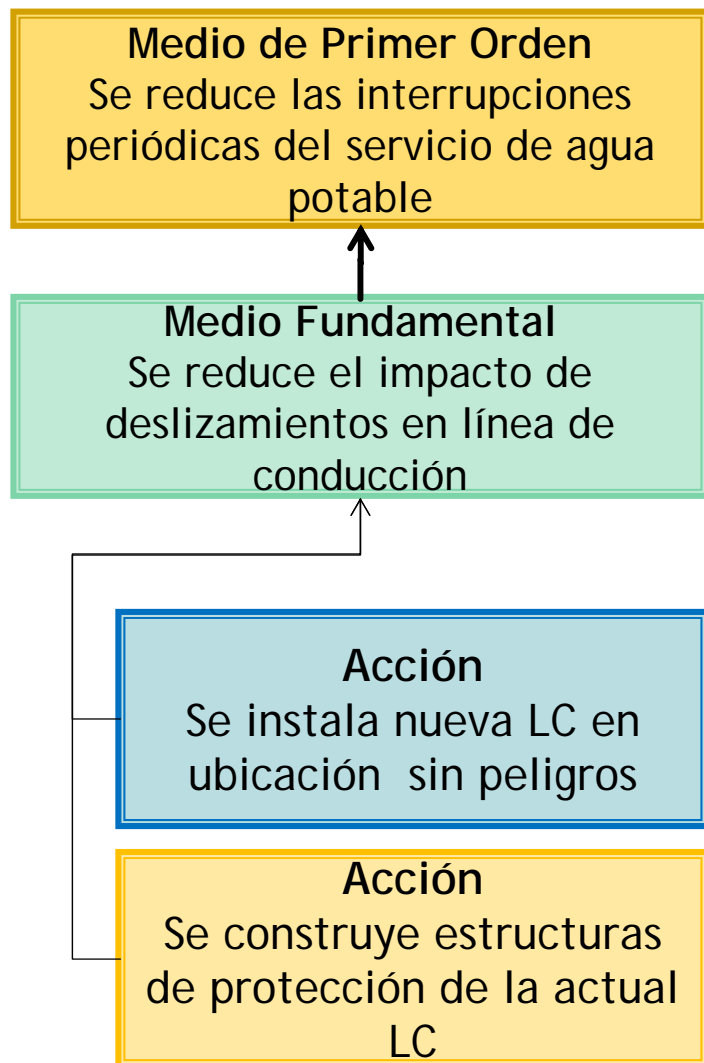 Medio de Primer Orden
Se reduce las interrupciones
periódicas del servicio de agua
potable
Medio Fundamental
Se reduce el impacto de
deslizamientos en línea de
conducción
Acción
Se instala nueva LC en
ubicación sin peligros
Acción
Se construye estructuras
de protección de la actual
LC